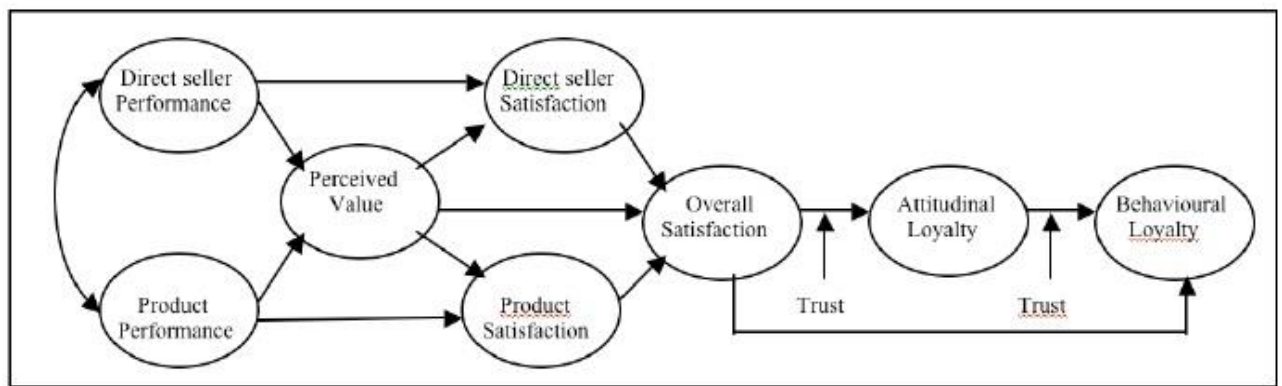 Direct seller
Performance
Direct seller
Satisfaction
Perceived
Value
Overall
Satisfaction
Attitudinal
Loyalty
Behavioural
Loyalty
Product
Performance
Product
Satisfaction
Trust
Trust